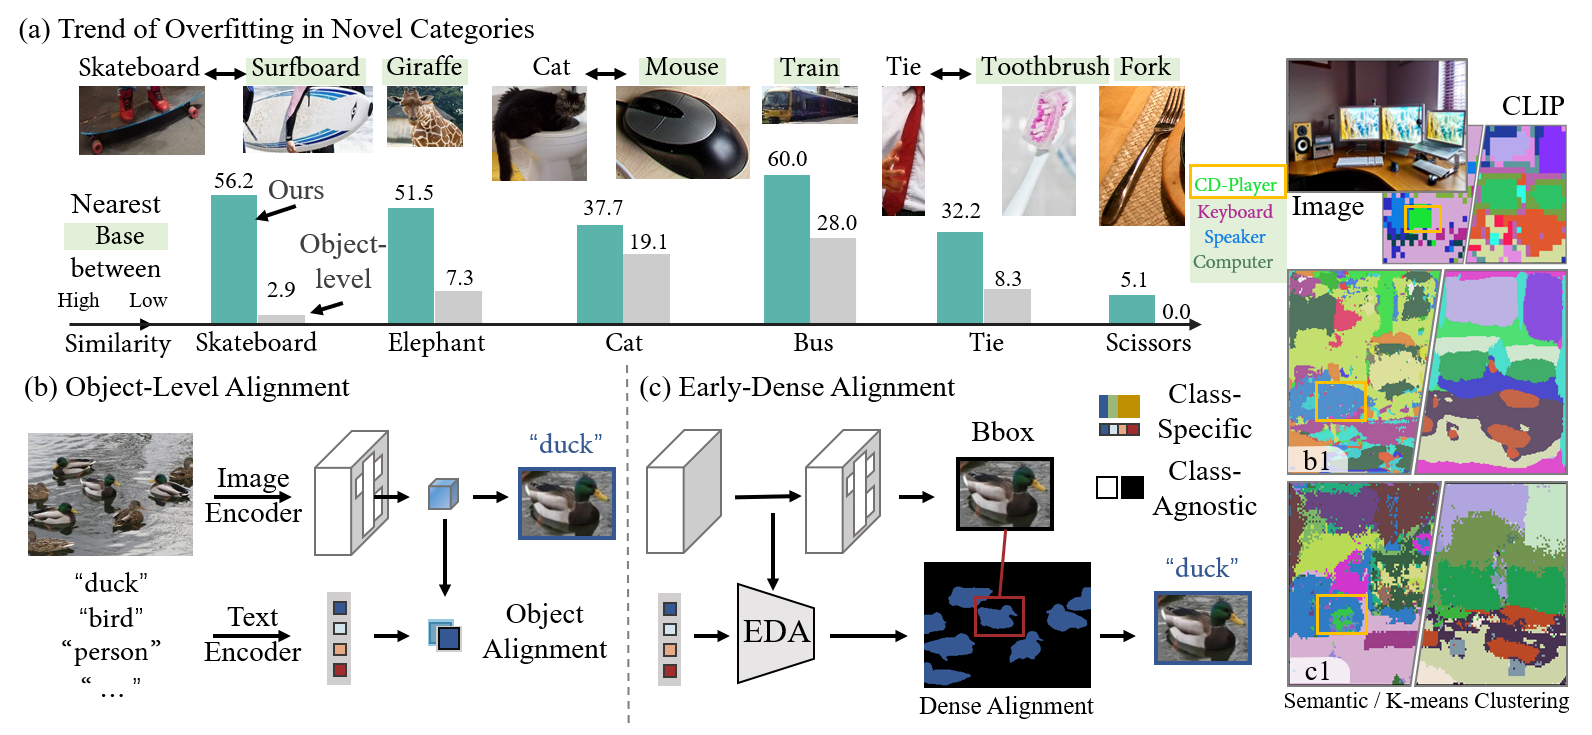 (a) Trend of Overfitting in Novel Categories
Skateboard
Surfboard
Giraffe
Cat
Mouse
Train
Tie
Toothbrush
Fork
Nearest
Base
between
High
Low
Similarity
56.2
Ours
2.9
Object-
level
51.5
7.3
37.7
19.1
60.0
28.0
32.2
8.3
5.1
0.0
Skateboard
Elephant
Cat
Bus
Tie
Scissors
CD-Player
Keyboard
Speaker
Computer
Image
CLIP
b1
c1
Semantic / K-means Clustering
(b) Object-Level Alignment
Image
Encoder
“duck”
“duck”
“bird”
“person”
“ ... ”
Text
Encoder
Object
Alignment
(c) Early-Dense Alignment
Bbox
EDA
Dense Alignment
“duck”
Class-
Specific
Class-
Agnostic